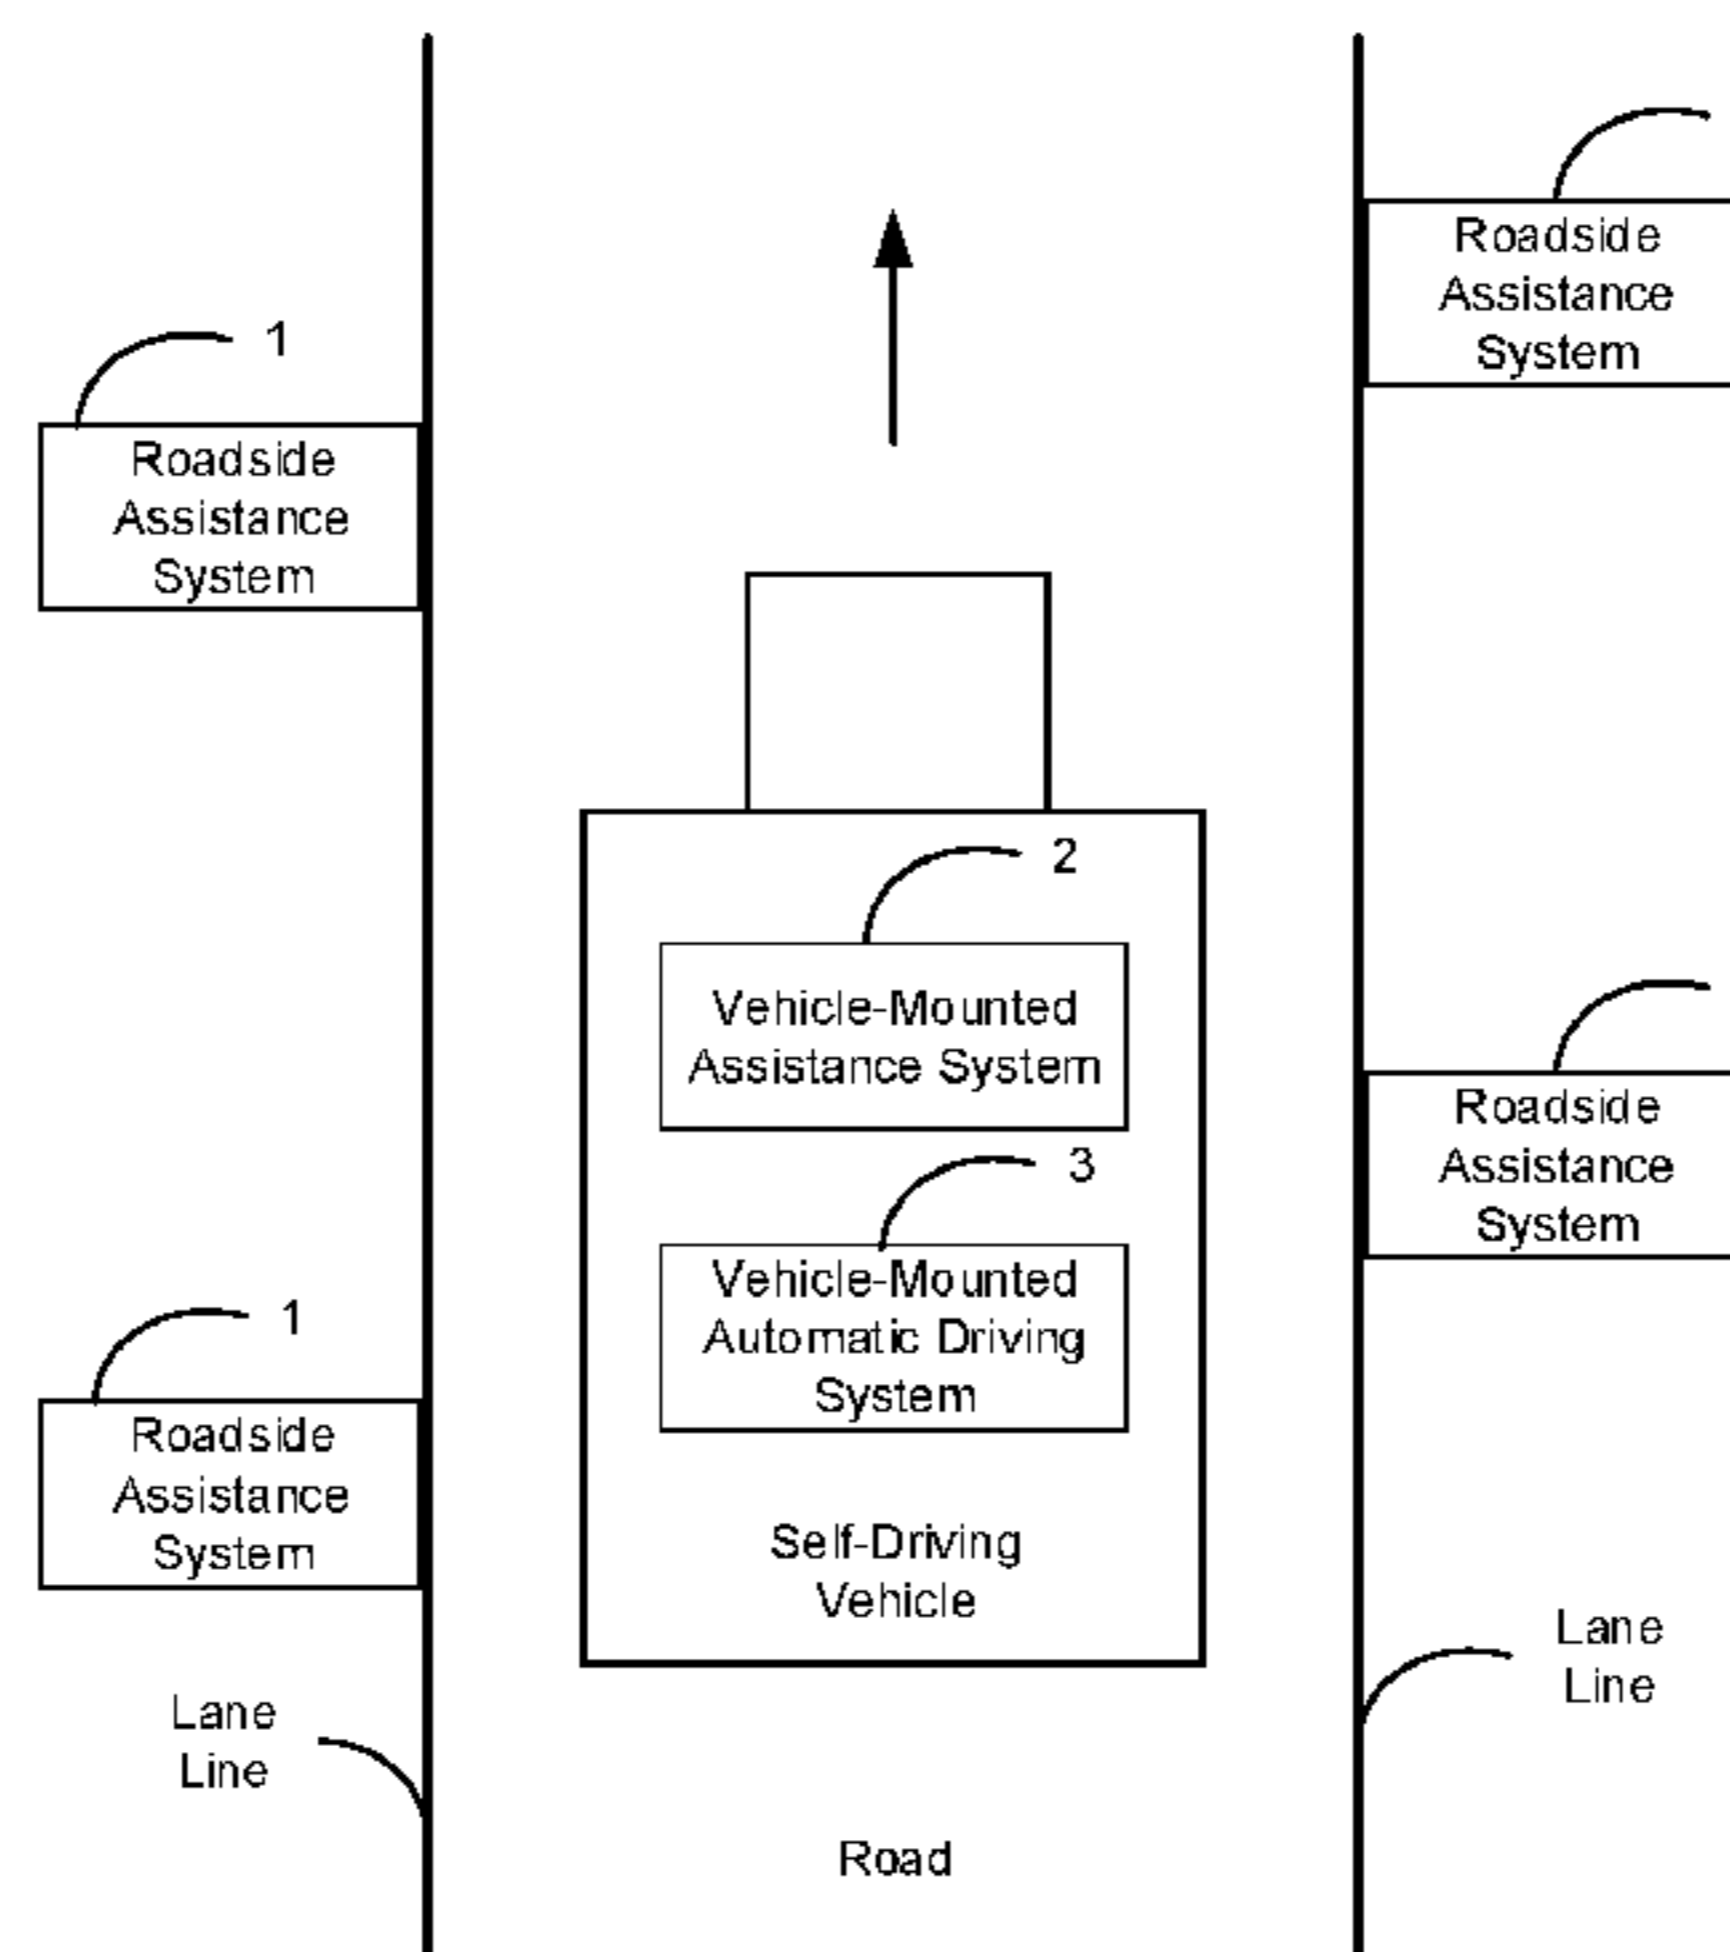 Roadside
Assistance
System
1
Roadside
Assistance
System
2
Vehicle-Mounted
Assistance System
3
Vehicle-Mounted
Automatic Driving
System
Self-Driving
Vehicle
Roadside
Assistance
System
1
Roadside
Assistance
System
Lane
Line
Lane
Line
Road